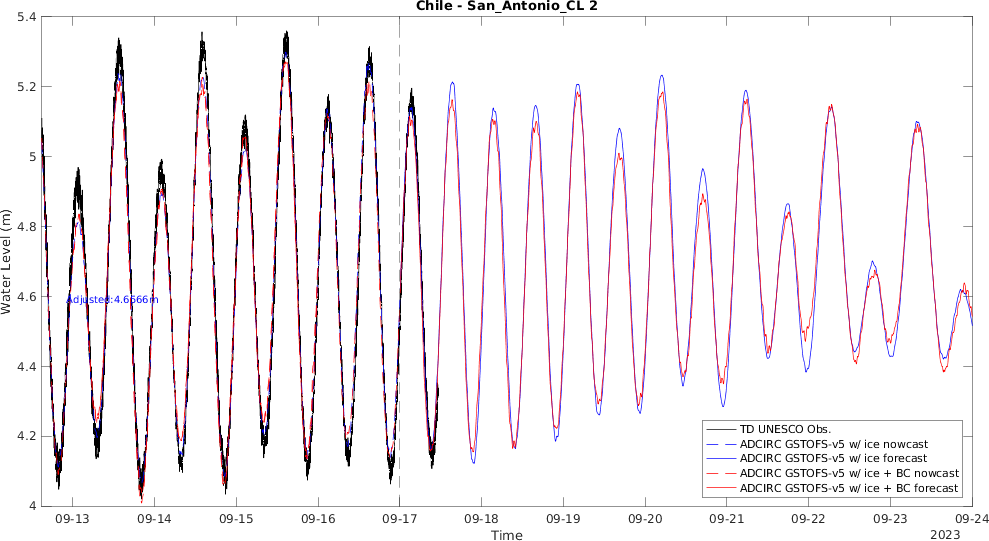 Chile - San_Antonio_CL 2
5.4
5.2
5
4.8
4.6
4.4
4.2
4
Water Level (m)
Adjusted:4.6666m
TD UNESCO Obs.
ADCIRC GSTOFS-v5 w/ ice nowcast
ADCIRC GSTOFS-v5 w/ ice forecast
ADCIRC GSTOFS-v5 w/ ice + BC nowcast
ADCIRC GSTOFS-v5 w/ ice + BC forecast
09-13 09-14 09-15 09-16 09-17 09-18 09-19 09-20 09-21 09-22 09-23 09-24
Time
2023